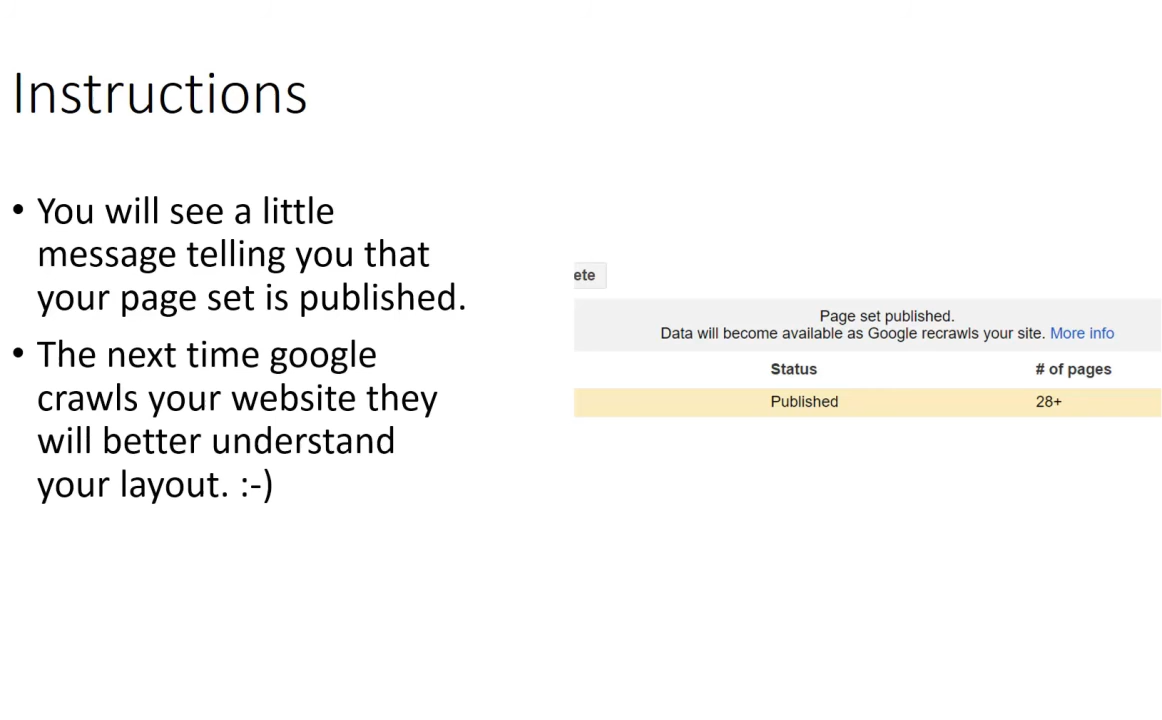 Instructions
• You will see a little
message telling you that
your page set is published.
• The next time google
crawls your website they
will better understand
your layout. :-)
ete
Page set published.
Data will become available as Google recrawls your site. More info
Status # of pages
Published 28+